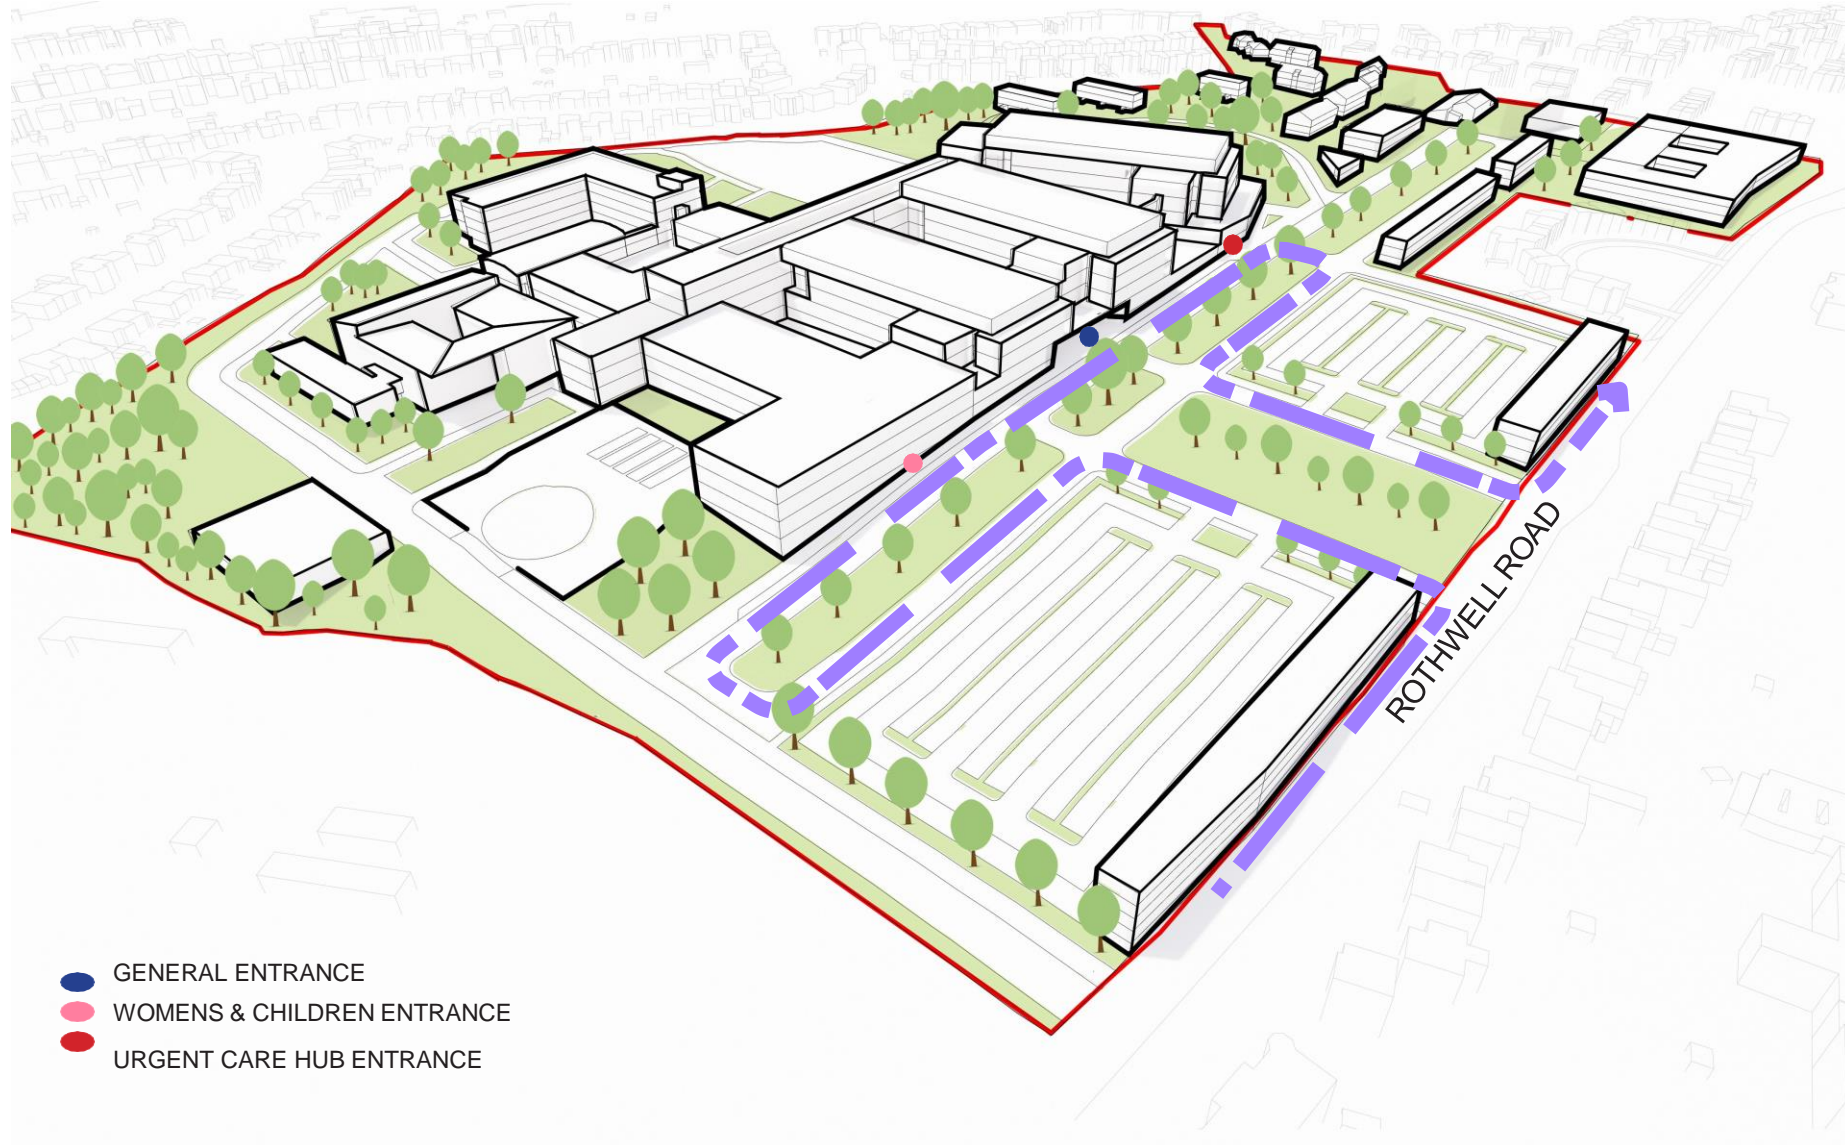 ROTHWELL ROAD
GENERAL ENTRANCE
WOMENS & CHILDREN ENTRANCE
URGENT CARE HUB ENTRANCE